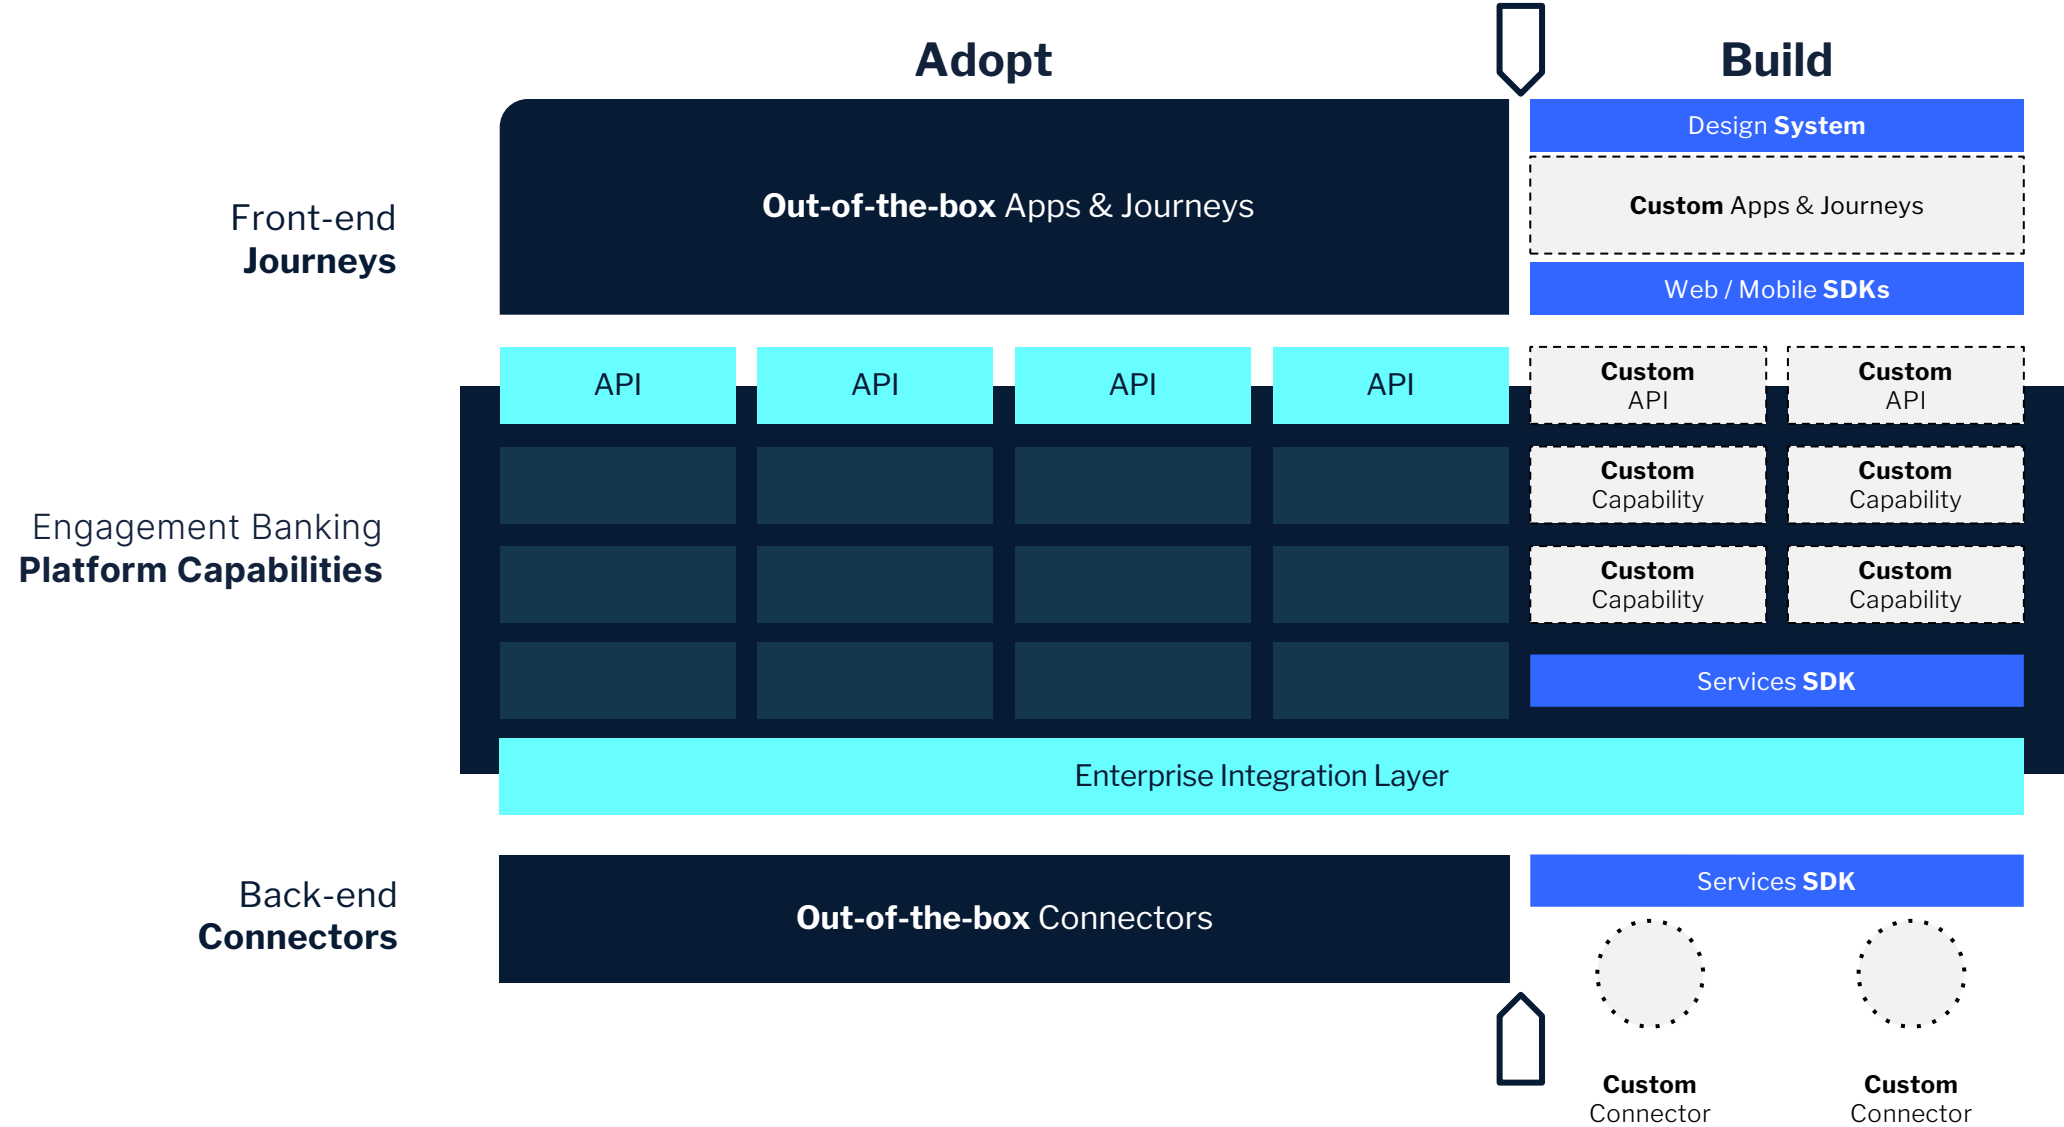 Adopt
Build
Design System
Out-of-the-box Apps & Journeys
Custom Apps & Journeys
Front-end
Journeys
Web / Mobile SDKs
API
API
API
API
Custom
API
Custom
API
Custom
Capability
Custom
Capability
Engagement Banking
Platform Capabilities
Custom
Capability
Custom
Capability
Services SDK
Enterprise Integration Layer
Back-end
Connectors
Out-of-the-box Connectors
Services SDK
Custom
Connector
Custom
Connector